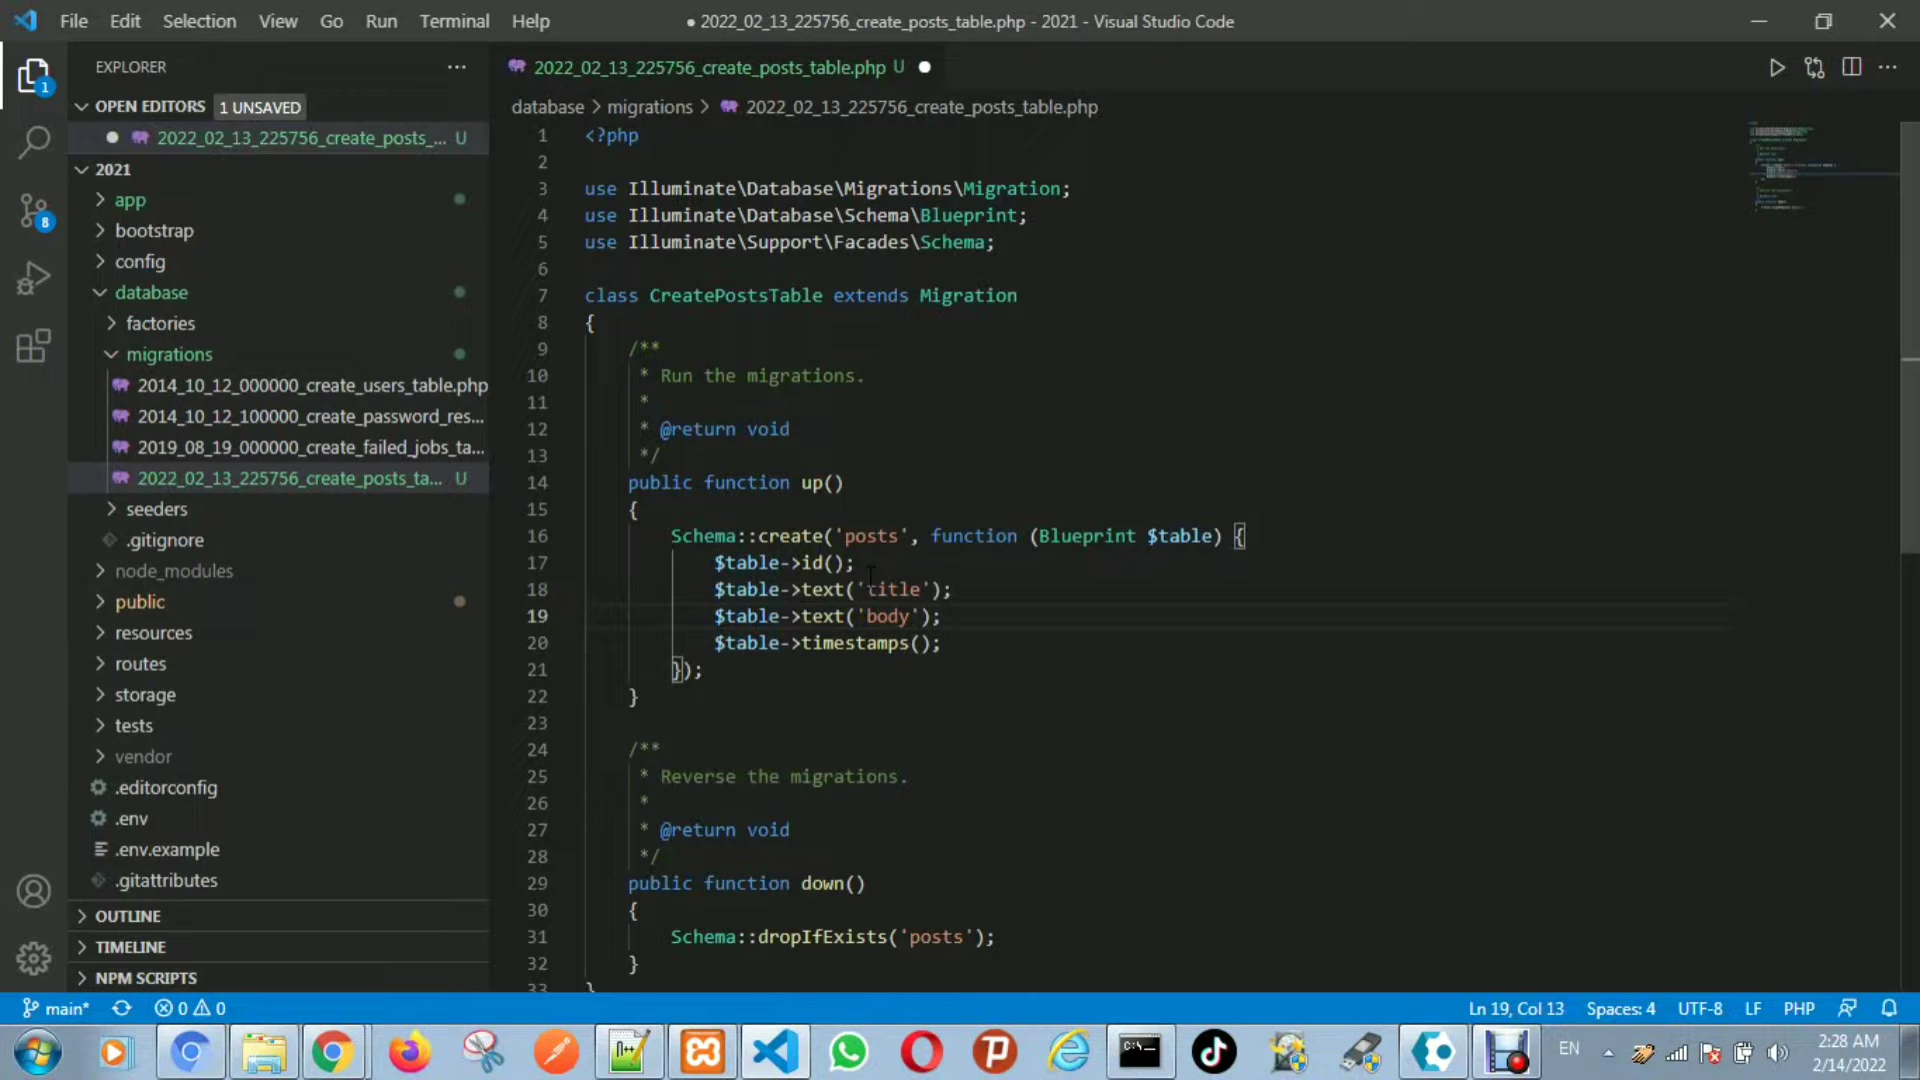 File Edit Selection View Go Run Terminal Help
● 2022_02_13_225756_create_posts_table.php - 2021 - Visual Studio Code
EXPLORER
OPEN EDITORS 1 UNSAVED
2022_02_13_225756_create_posts_... U
2021
app
bootstrap
config
database
factories
migrations
2014_10_12_000000_create_users_table.php
2014_10_12_100000_create_password_res...
2019_08_19_000000_create_failed_jobs_ta...
2022_02_13_225756_create_posts_ta... U
seeders
.gitignore
node_modules
public
resources
routes
storage
tests
vendor
.editorconfig
.env
.env.example
.gitattributes
OUTLINE
TIMELINE
NPM SCRIPTS
1
8
2022_02_13_225756_create_posts_table.php U
database > migrations > 2022_02_13_225756_create_posts_table.php
1 <?php
2
3 use Illuminate\Database\Migrations\Migration;
4 use Illuminate\Database\Schema\Blueprint;
5 use Illuminate\Support\Facades\Schema;
6
7 class CreatePostsTable extends Migration
8 {
9 /**
10 * Run the migrations.
11 *
12 * @return void
13 */
14 public function up()
15 {
16 Schema::create('posts', function (Blueprint $table) {
17 $table->id();
18 $table->text('title');
19 $table->text('body');
20 $table->timestamps();
21 });
22 }
23
24 /**
25 * Reverse the migrations.
26 *
27 * @return void
28 */
29 public function down()
30 {
31 Schema::dropIfExists('posts');
32 }
33 }
main* 0 0
Ln 19, Col 13 Spaces: 4 UTF-8 LF PHP
EN
2:28 AM
2/14/2022